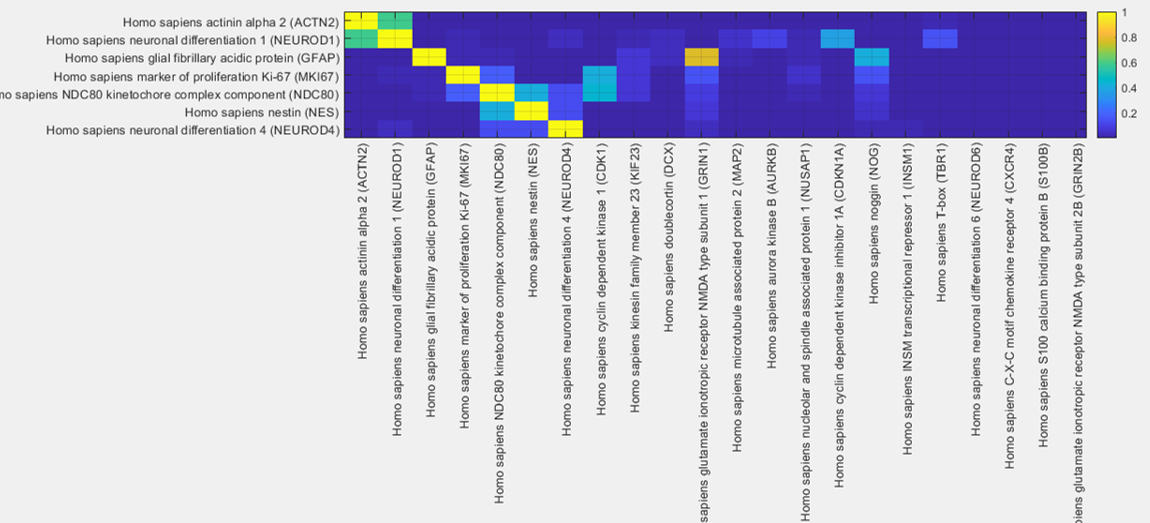 Homo sapiens actinin alpha 2 (ACTN2)
Homo sapiens neuronal differentiation 1 (NEUROD1)
Homo sapiens glial fibrillary acidic protein (GFAP)
Homo sapiens marker of proliferation Ki-67 (MKI67)
mo sapiens NDC80 kinetochore complex component (NDC80)
Homo sapiens nestin (NES)
Homo sapiens neuronal differentiation 4 (NEUROD4)
1
0.8
0.6
0.4
0.2
Homo sapiens actinin alpha 2 (ACTN2)
Homo sapiens neuronal differentiation 1 (NEUROD1)
Homo sapiens glial fibrillary acidic protein (GFAP)
Homo sapiens marker of proliferation Ki-67 (MKI67)
Homo sapiens NDC80 kinetochore complex component (NDC80)
Homo sapiens nestin (NES)
Homo sapiens neuronal differentiation 4 (NEUROD4)
Homo sapiens cyclin dependent kinase 1 (CDK1)
Homo sapiens kinesin family member 23 (KIF23)
Homo sapiens doublecortin (DCX)
sapiens glutamate ionotropic receptor NMDA type subunit 1 (GRIN1)
Homo sapiens microtubule associated protein 2 (MAP2)
Homo sapiens aurora kinase B (AURKB)
Homo sapiens nucleolar and spindle associated protein 1 (NUSAP1)
Homo sapiens cyclin dependent kinase inhibitor 1A (CDKN1A)
Homo sapiens noggin (NOG)
Homo sapiens INSM transcriptional repressor 1 (INSM1)
Homo sapiens T-box (TBR1)
Homo sapiens neuronal differentiation 6 (NEUROD6)
Homo sapiens C-X-C motif chemokine receptor 4 (CXCR4)
Homo sapiens S100 calcium binding protein B (S100B)
piens glutamate ionotropic receptor NMDA type subunit 2B (GRIN2B)